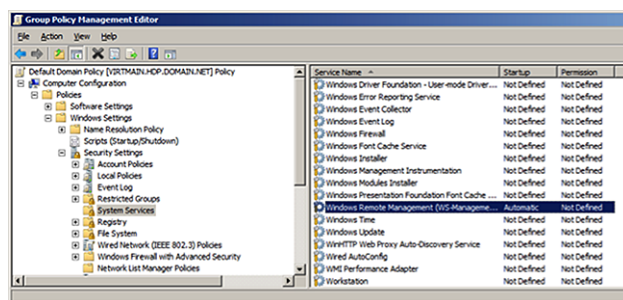 Group Policy Management Editor
File Action View Help
Default Domain Policy [VIRTMAIN.HDP.DOMAIN.NET] Policy
Computer Configuration
Policies
Software Settings
Windows Settings
Name Resolution Policy
Scripts (Startup/Shutdown)
Security Settings
Account Policies
Local Policies
Event Log
Restricted Groups
System Services
Registry
File System
Wired Network (IEEE 802.3) Policies
Windows Firewall with Advanced Security
Network List Manager Policies
Service Name Startup Permission
Windows Driver Foundation - User-mode Driver... Not Defined Not Defined
Windows Error Reporting Service Not Defined Not Defined
Windows Event Collector Not Defined Not Defined
Windows Event Log Not Defined Not Defined
Windows Firewall Not Defined Not Defined
Windows Font Cache Service Not Defined Not Defined
Windows Installer Not Defined Not Defined
Windows Management Instrumentation Not Defined Not Defined
Windows Modules Installer Not Defined Not Defined
Windows Presentation Foundation Font Cache ... Not Defined Not Defined
Windows Remote Management (WS-Manageme... Automatic Not Defined
Windows Time Not Defined Not Defined
Windows Update Not Defined Not Defined
WinHTTP Web Proxy Auto-Discovery Service Not Defined Not Defined
Wired AutoConfig Not Defined Not Defined
WMI Performance Adapter Not Defined Not Defined
Workstation Not Defined Not Defined